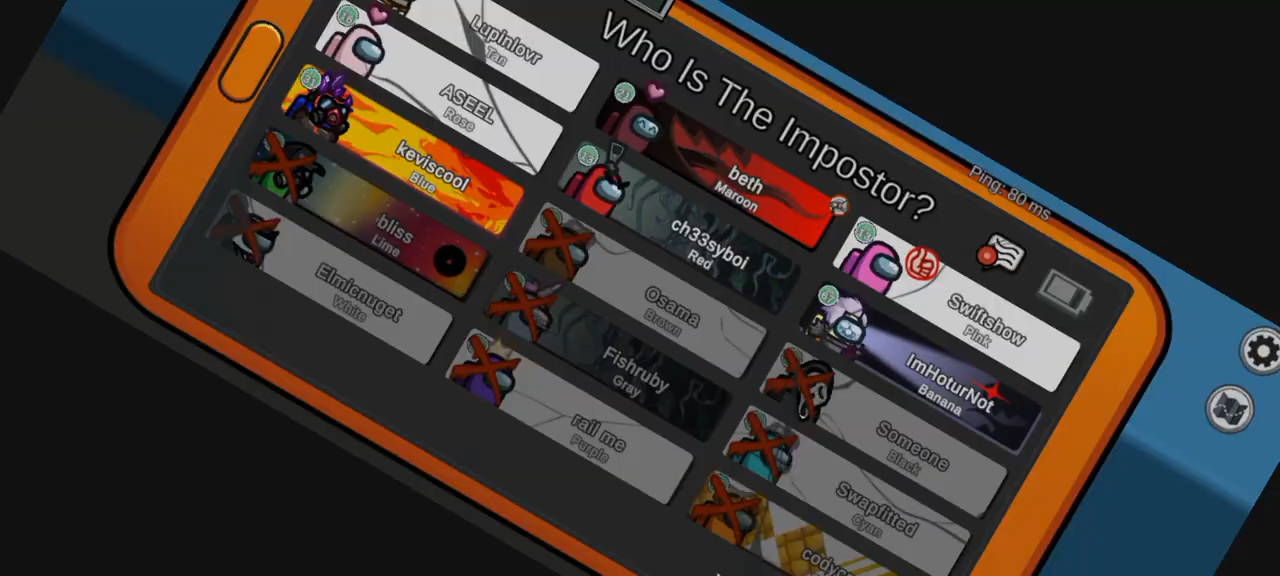 Who Is The Impostor?
Ping: 80 ms
Lupinlovr
Tan
beth
Maroon
Swiftshow
Pink
ASEEL
Rose
ch33syboi
Red
ImHoturNot
Banana
keviscool
Blue
Osama
Brown
Someone
Black
bliss
Lime
Fishruby
Gray
Swapfitted
Cyan
Elmicnuget
White
rail me
Purple